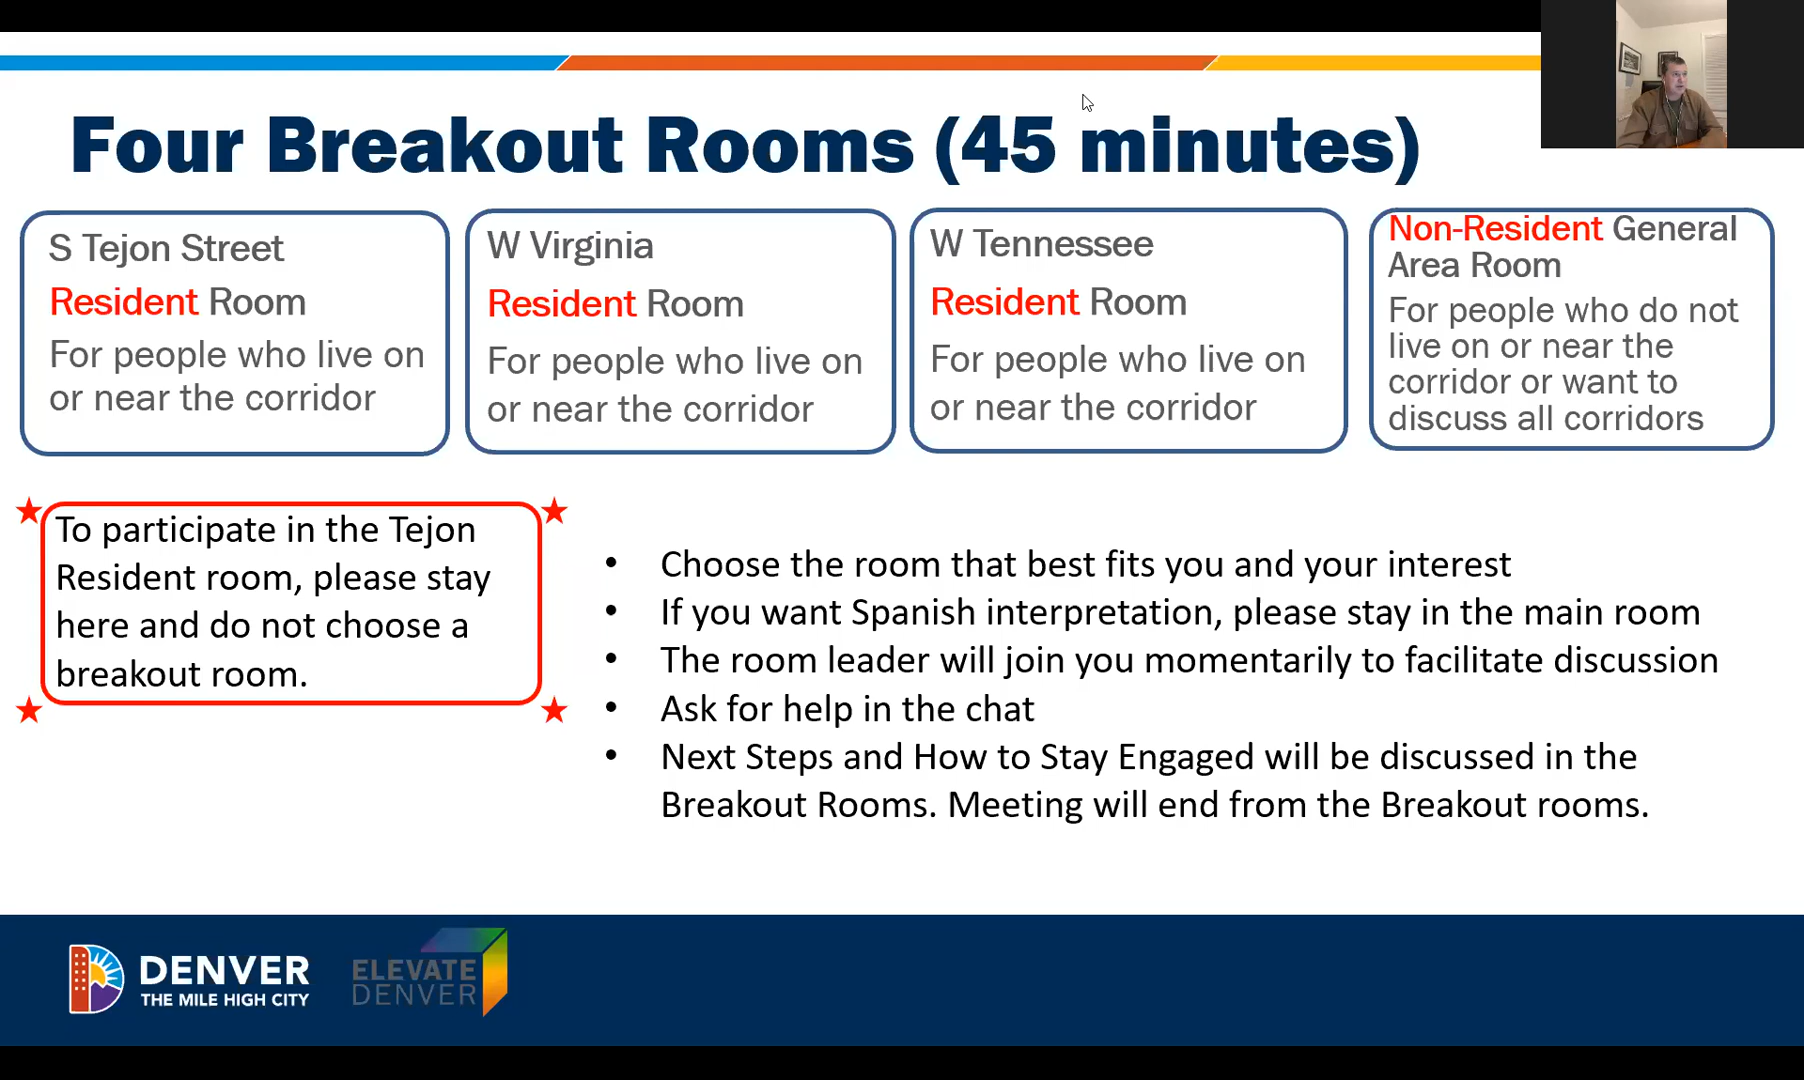 Four Breakout Rooms (45 minutes)
S Tejon Street
Resident Room
For people who live on
or near the corridor
W Virginia
Resident Room
For people who live on
or near the corridor
W Tennessee
Resident Room
For people who live on
or near the corridor
Non-Resident General
Area Room
For people who do not
live on or near the
corridor or want to
discuss all corridors
To participate in the Tejon
Resident room, please stay
here and do not choose a
breakout room.
• Choose the room that best fits you and your interest
• If you want Spanish interpretation, please stay in the main room
• The room leader will join you momentarily to facilitate discussion
• Ask for help in the chat
• Next Steps and How to Stay Engaged will be discussed in the
Breakout Rooms. Meeting will end from the Breakout rooms.
DENVER
THE MILE HIGH CITY
ELEVATE
DENVER